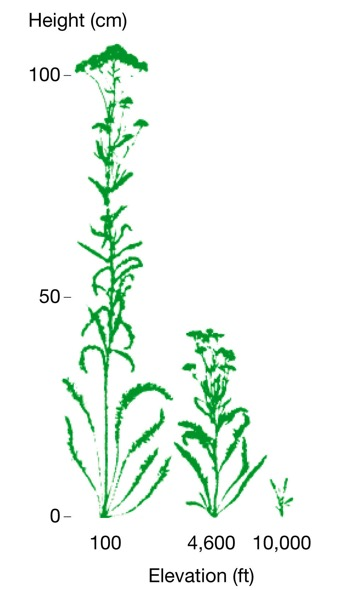 Height (cm)
100
50
0
100 4,600 10,000
Elevation (ft)